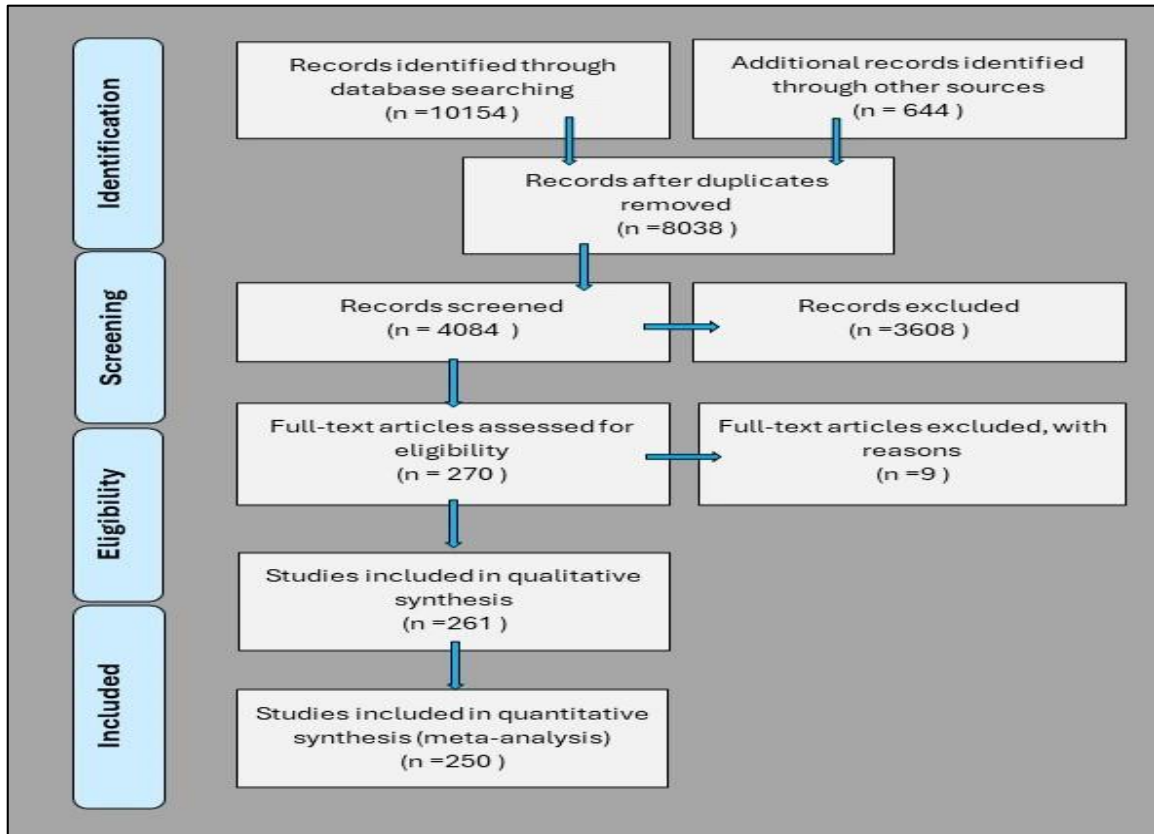 Identification
Records identified through
database searching
(n =10154 )
Additional records identified
through other sources
(n = 644 )
Records after duplicates
removed
(n =8038 )
Screening
Records screened
(n = 4084 )
Records excluded
(n =3608 )
Eligibility
Full-text articles assessed for
eligibility
(n = 270 )
Full-text articles excluded, with
reasons
(n =9 )
Included
Studies included in qualitative
synthesis
(n =261 )
Studies included in quantitative
synthesis (meta-analysis)
(n =250 )